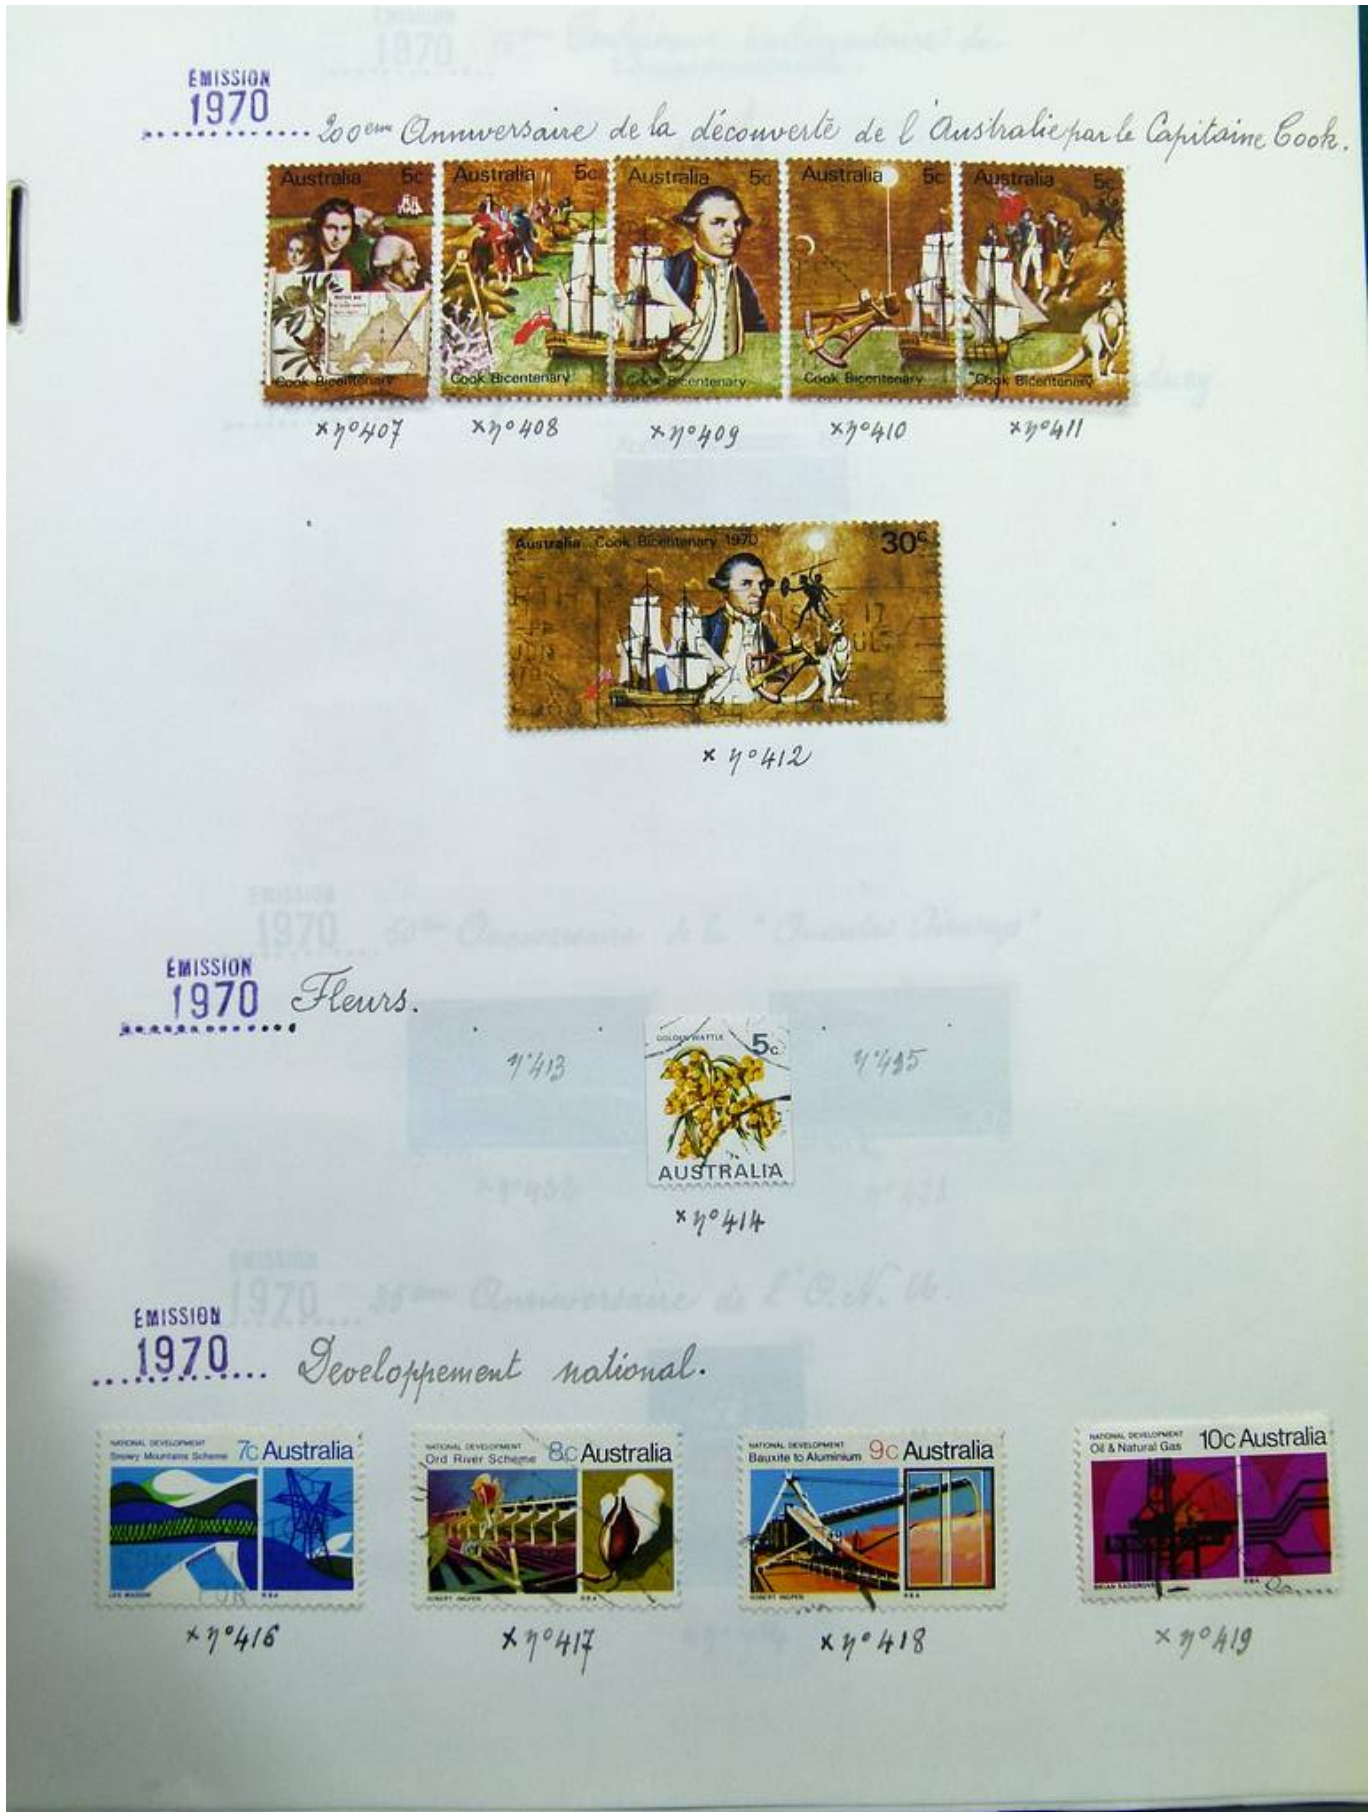 ÉMISSION
1970
200eme Anniversaire de la découverte de l'Australie par le Capitaine Cook.
Australia 5c
Australia 5c
Australia 5c
Australia 5c
Australia 5c
Cook Bicentenary
Cook Bicentenary
Cook Bicentenary
Cook Bicentenary
Cook Bicentenary
x n°407
x n°408
x n°409
x n°410
x n°411
Australia Cook Bicentenary 1970 30c
x n°412
ÉMISSION
1970
Fleurs.
n°413
GOLDEN WATTLE 5c
AUSTRALIA
n°415
x n°414
ÉMISSION
1970
Developpement national.
NATIONAL DEVELOPMENT
Snowy Mountains Scheme 7c Australia
NATIONAL DEVELOPMENT
Ord River Scheme 8c Australia
NATIONAL DEVELOPMENT
Bauxite to Aluminium 9c Australia
NATIONAL DEVELOPMENT
Oil & Natural Gas 10c Australia
x n°416
x n°417
x n°418
x n°419